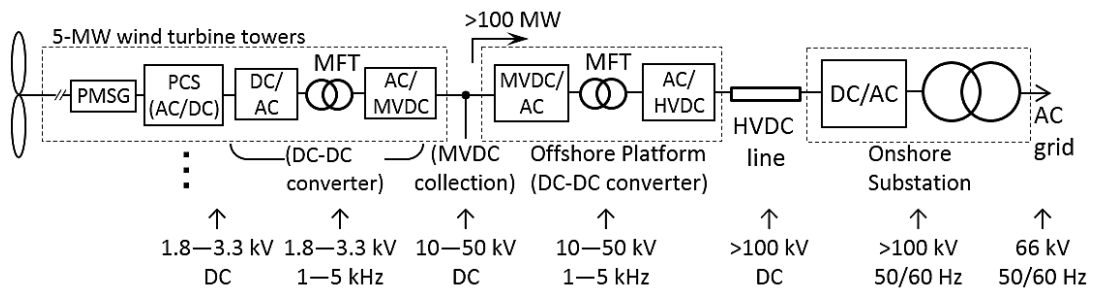 >100 MW
5-MW wind turbine towers
MFT
MFT
PMSG
PCS
(AC/DC)
DC/
AC
AC/
MVDC
MVDC/
AC
AC/
HVDC
DC/AC
HVDC
line
AC
grid
(DC-DC
converter)
(MVDC
collection)
Offshore Platform
(DC-DC converter)
Onshore
Substation
1.8—3.3 kV
DC
1.8—3.3 kV
1—5 kHz
10—50 kV
DC
10—50 kV
1—5 kHz
>100 kV
DC
>100 kV
50/60 Hz
66 kV
50/60 Hz